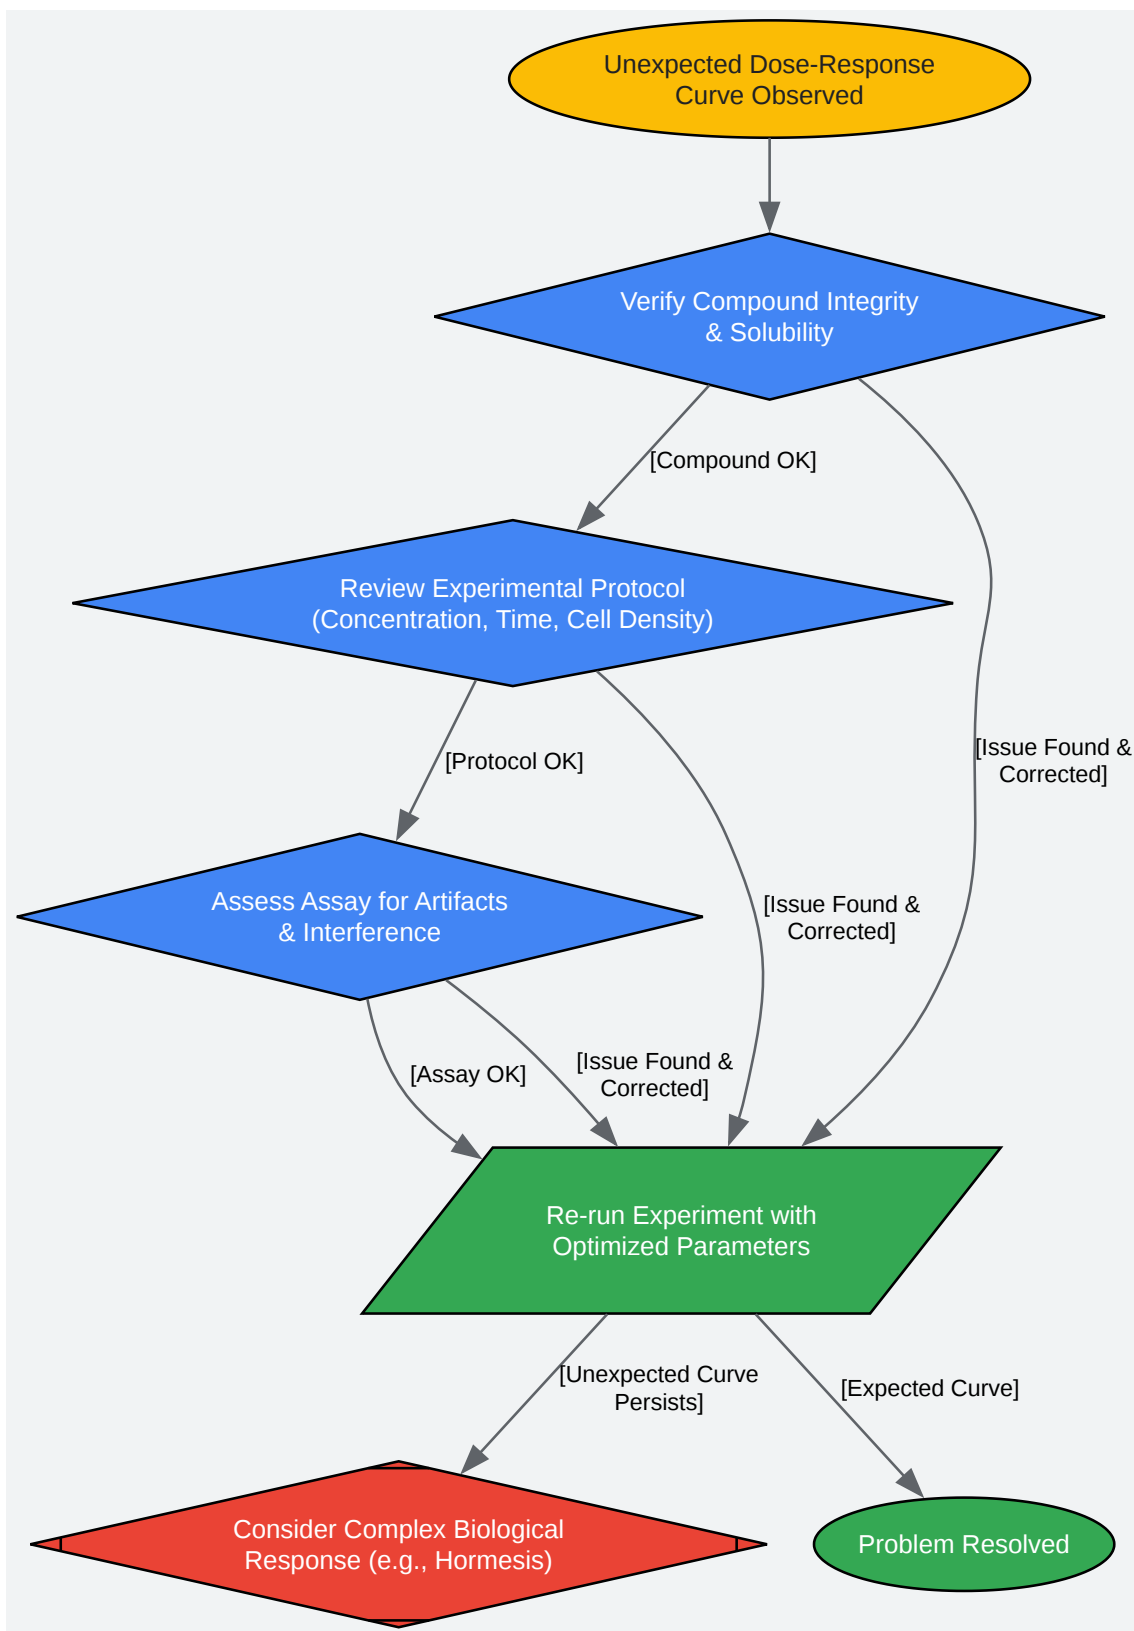 Unexpected Dose-Response
Curve Observed
Verify Compound Integrity
& Solubility
[Compound OK]
Review Experimental Protocol
(Concentration, Time, Cell Density)
[Issue Found &
Corrected]
[Protocol OK]
Assess Assay for Artifacts
& Interference
[Issue Found &
Corrected]
[Assay OK]
[Issue Found &
Corrected]
Re-run Experiment with
Optimized Parameters
[Unexpected Curve
Persists]
[Expected Curve]
Consider Complex Biological
Response (e.g., Hormesis)
Problem Resolved